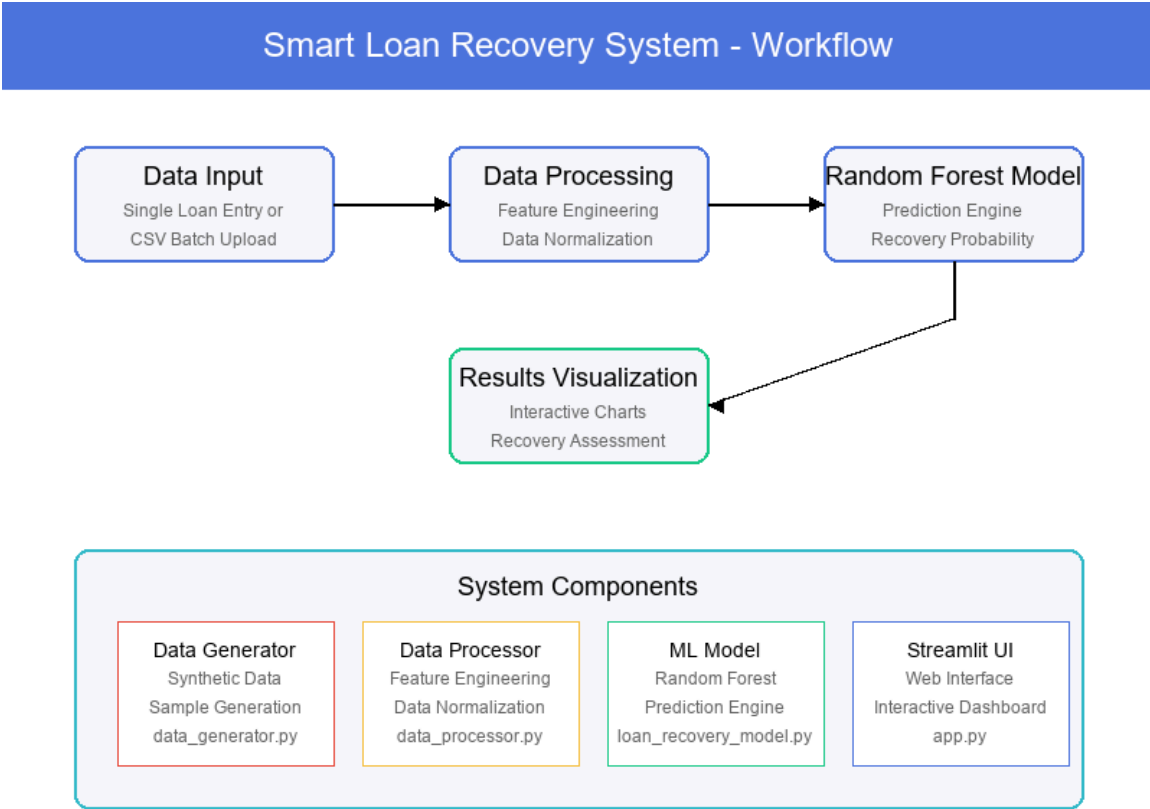 Smart Loan Recovery System - Workflow
Data Input
Single Loan Entry or
CSV Batch Upload
Data Processing
Feature Engineering
Data Normalization
Random Forest Model
Prediction Engine
Recovery Probability
Results Visualization
Interactive Charts
Recovery Assessment
System Components
Data Generator
Synthetic Data
Sample Generation
data_generator.py
Data Processor
Feature Engineering
Data Normalization
data_processor.py
ML Model
Random Forest
Prediction Engine
loan_recovery_model.py
Streamlit UI
Web Interface
Interactive Dashboard
app.py